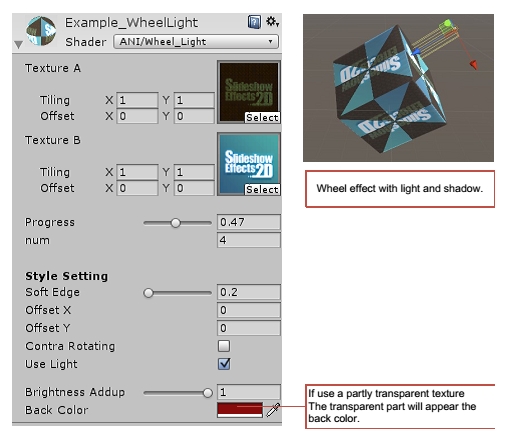 Example_WheelLight
Shader ANI/Wheel_Light
Texture A
Tiling X 1 Y 1
Offset X 0 Y 0
Select
Texture B
Slideshow
Effects 2D
Tiling X 1 Y 1
Offset X 0 Y 0
Select
Progress 0.47
num 4
Style Setting
Soft Edge 0.2
Offset X 0
Offset Y 0
Contra Rotating
Use Light
Brightness Addup 1
Back Color
Wheel effect with light and shadow.
If use a partly transparent texture
The transparent part will appear the
back color.